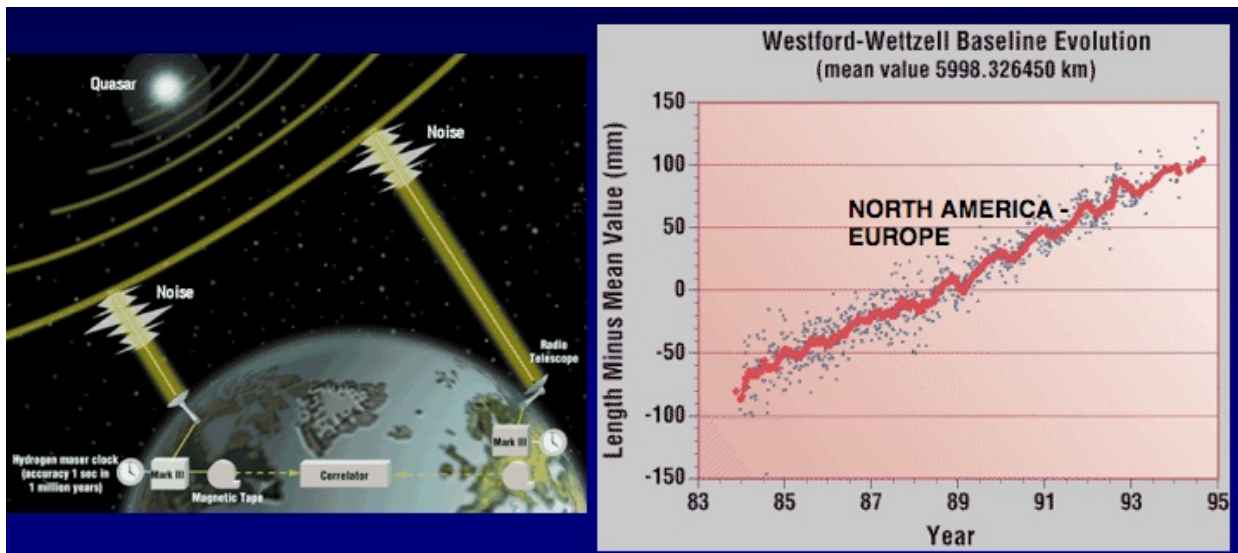 Quasar
Noise
Noise
Radio
Telescope
Mark III
Hydrogen maser clock
(accuracy 1 sec in
1 million years)
Mark III
Magnetic Tape
Correlator
Westford-Wettzell Baseline Evolution
(mean value 5998.326450 km)
Length Minus Mean Value (mm)
150
100
50
0
-50
-100
-150
NORTH AMERICA -
EUROPE
83 85 87 89 91 93 95
Year